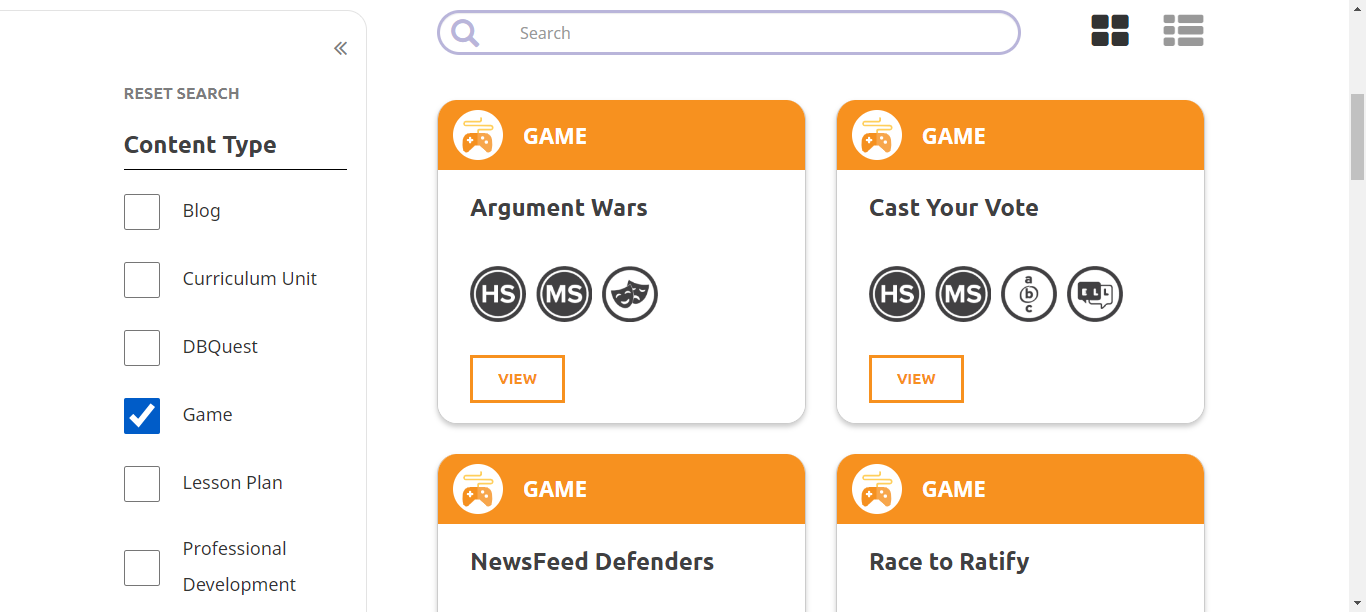 Search
RESET SEARCH
Content Type
Blog
Curriculum Unit
DBQuest
Game
Lesson Plan
Professional
Development
GAME
Argument Wars
HS MS
VIEW
GAME
Cast Your Vote
HS MS a b c ELL
VIEW
GAME
NewsFeed Defenders
GAME
Race to Ratify